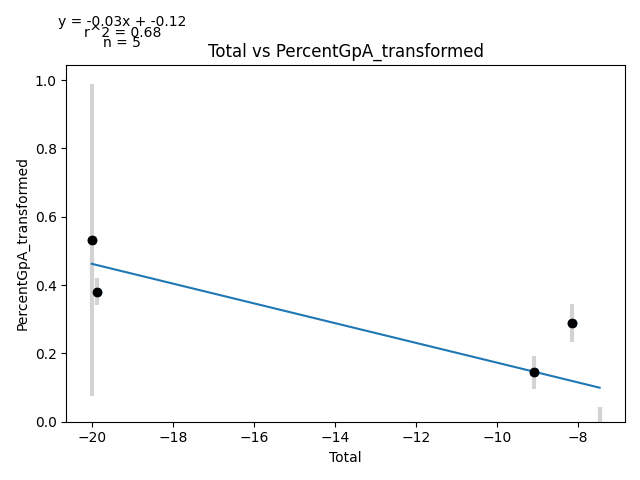 y = -0.03x + -0.12
r^2 = 0.68
n = 5
Total vs PercentGpA_transformed
PercentGpA_transformed
1.0
0.8
0.6
0.4
0.2
0.0
−20
−18
−16
−14
−12
−10
−8
Total